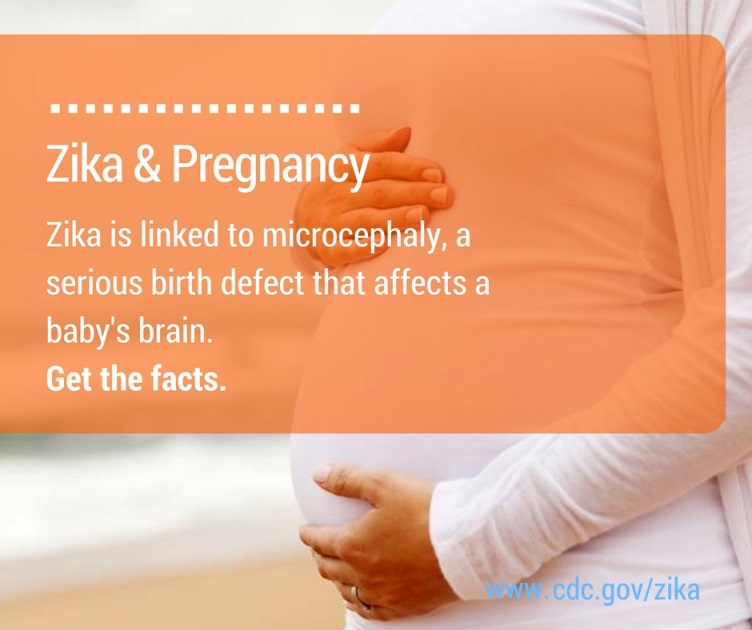 Zika & Pregnancy
Zika is linked to microcephaly, a
serious birth defect that affects a
baby's brain.
Get the facts.
www.cdc.gov/zika